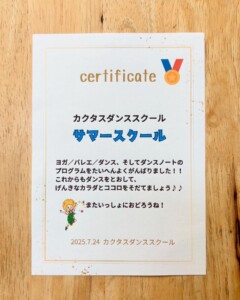 certificate
カクタスダンススクール
サマースクール
ヨガ/バレエ/ダンス、そしてダンスノートの
プログラムをたいへんよくがんばりました!!
これからもダンスをとおして、
げんきなカラダとココロをそだてましょう♪♪
またいっしょにおどろうね!
2025.7.24 カクタスダンススクール